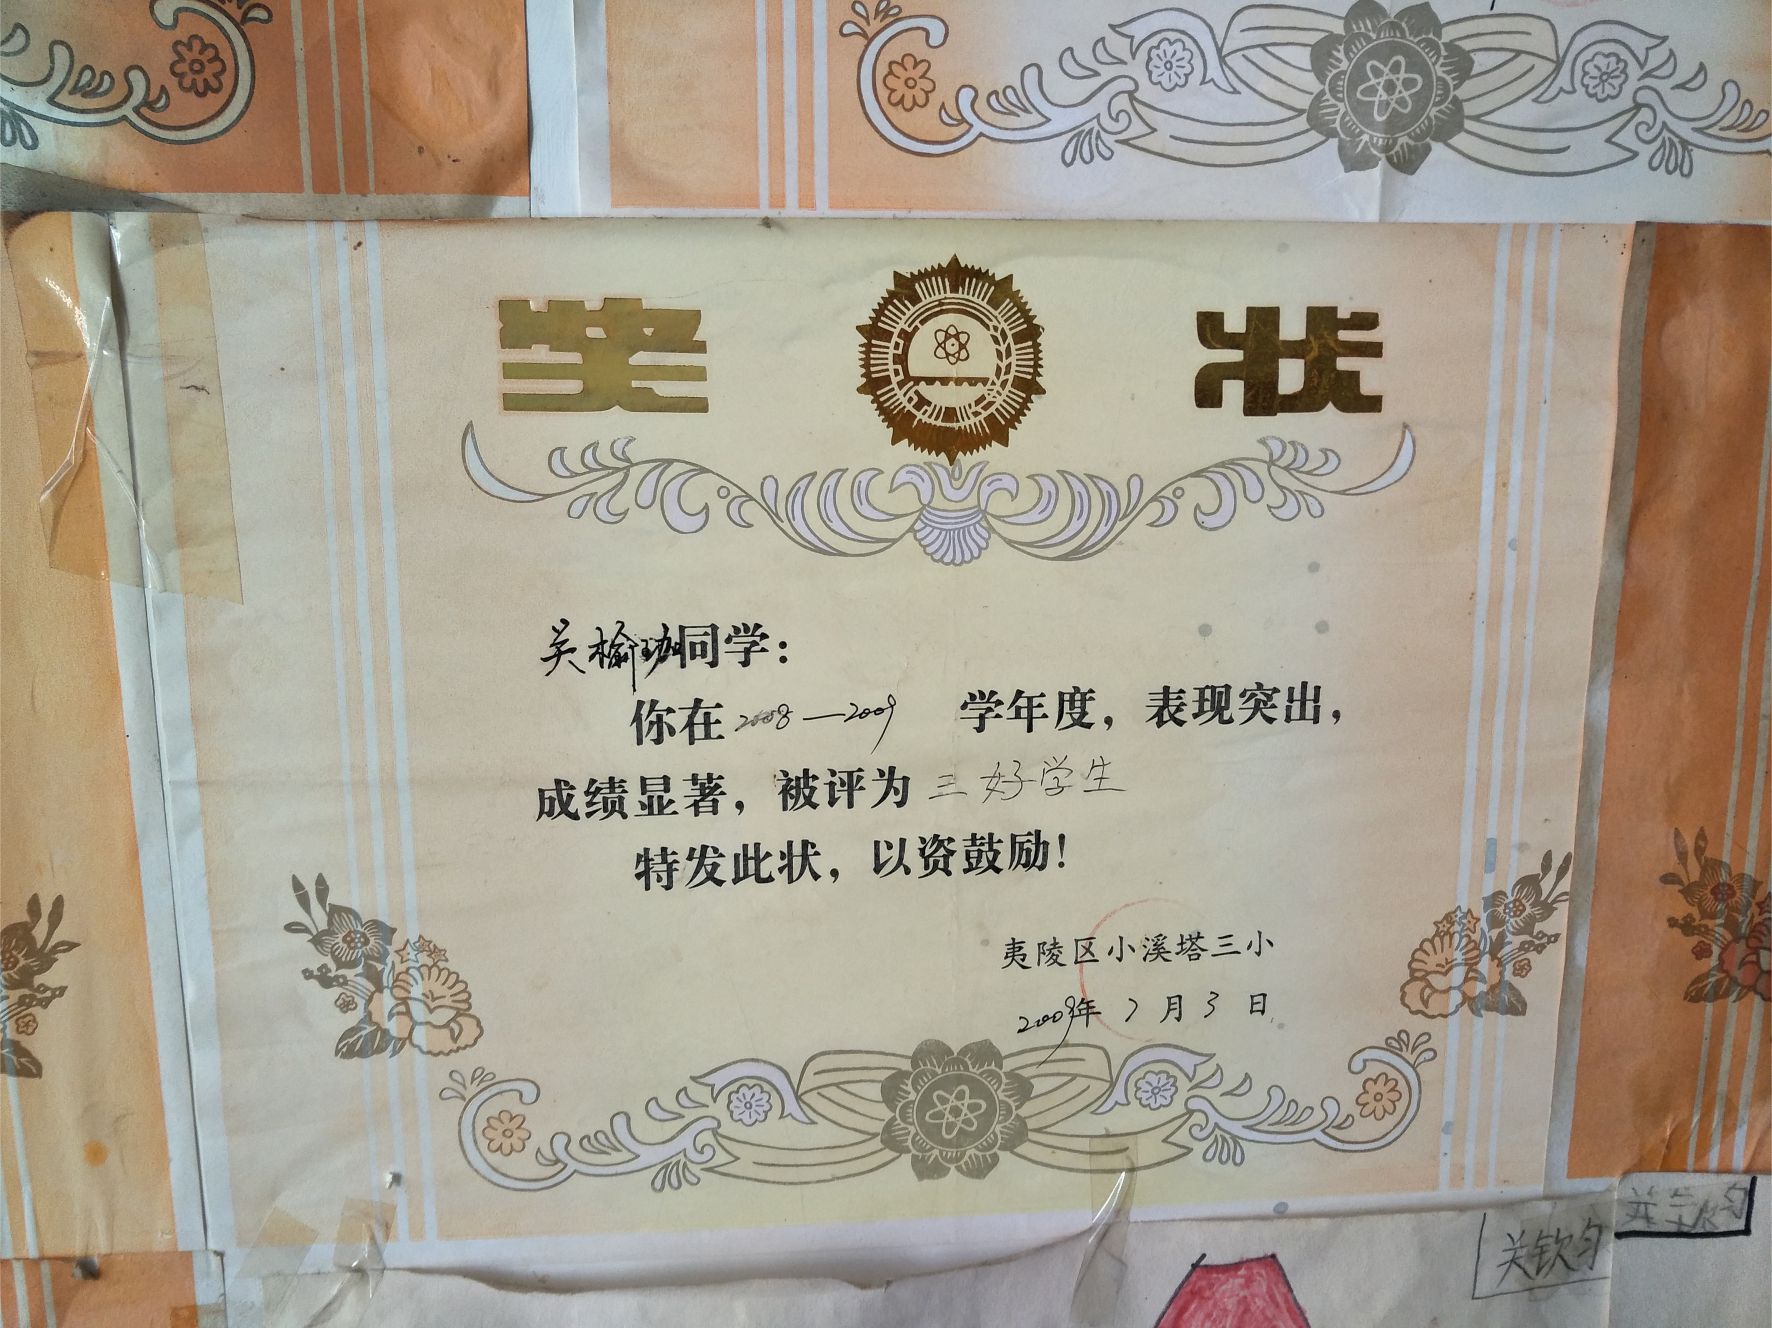 奖 状
关榆珈同学：
你在2008—2009 学年度，表现突出，
成绩显著，被评为三好学生
特发此状，以资鼓励！
夷陵区小溪塔三小
2009年7月3日
关钦匀